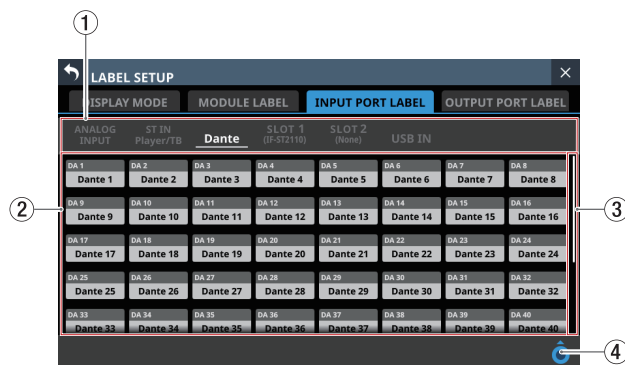 1
LABEL SETUP
DISPLAY MODE MODULE LABEL INPUT PORT LABEL OUTPUT PORT LABEL
ANALOG INPUT ST IN Player/TB Dante SLOT 1 (IF-ST2110) SLOT 2 (None) USB IN
DA 1 DA 2 DA 3 DA 4 DA 5 DA 6 DA 7 DA 8
Dante 1 Dante 2 Dante 3 Dante 4 Dante 5 Dante 6 Dante 7 Dante 8
2
3
DA 9 DA 10 DA 11 DA 12 DA 13 DA 14 DA 15 DA 16
Dante 9 Dante 10 Dante 11 Dante 12 Dante 13 Dante 14 Dante 15 Dante 16
DA 17 DA 18 DA 19 DA 20 DA 21 DA 22 DA 23 DA 24
Dante 17 Dante 18 Dante 19 Dante 20 Dante 21 Dante 22 Dante 23 Dante 24
DA 25 DA 26 DA 27 DA 28 DA 29 DA 30 DA 31 DA 32
Dante 25 Dante 26 Dante 27 Dante 28 Dante 29 Dante 30 Dante 31 Dante 32
DA 33 DA 34 DA 35 DA 36 DA 37 DA 38 DA 39 DA 40
Dante 33 Dante 34 Dante 35 Dante 36 Dante 37 Dante 38 Dante 39 Dante 40
4